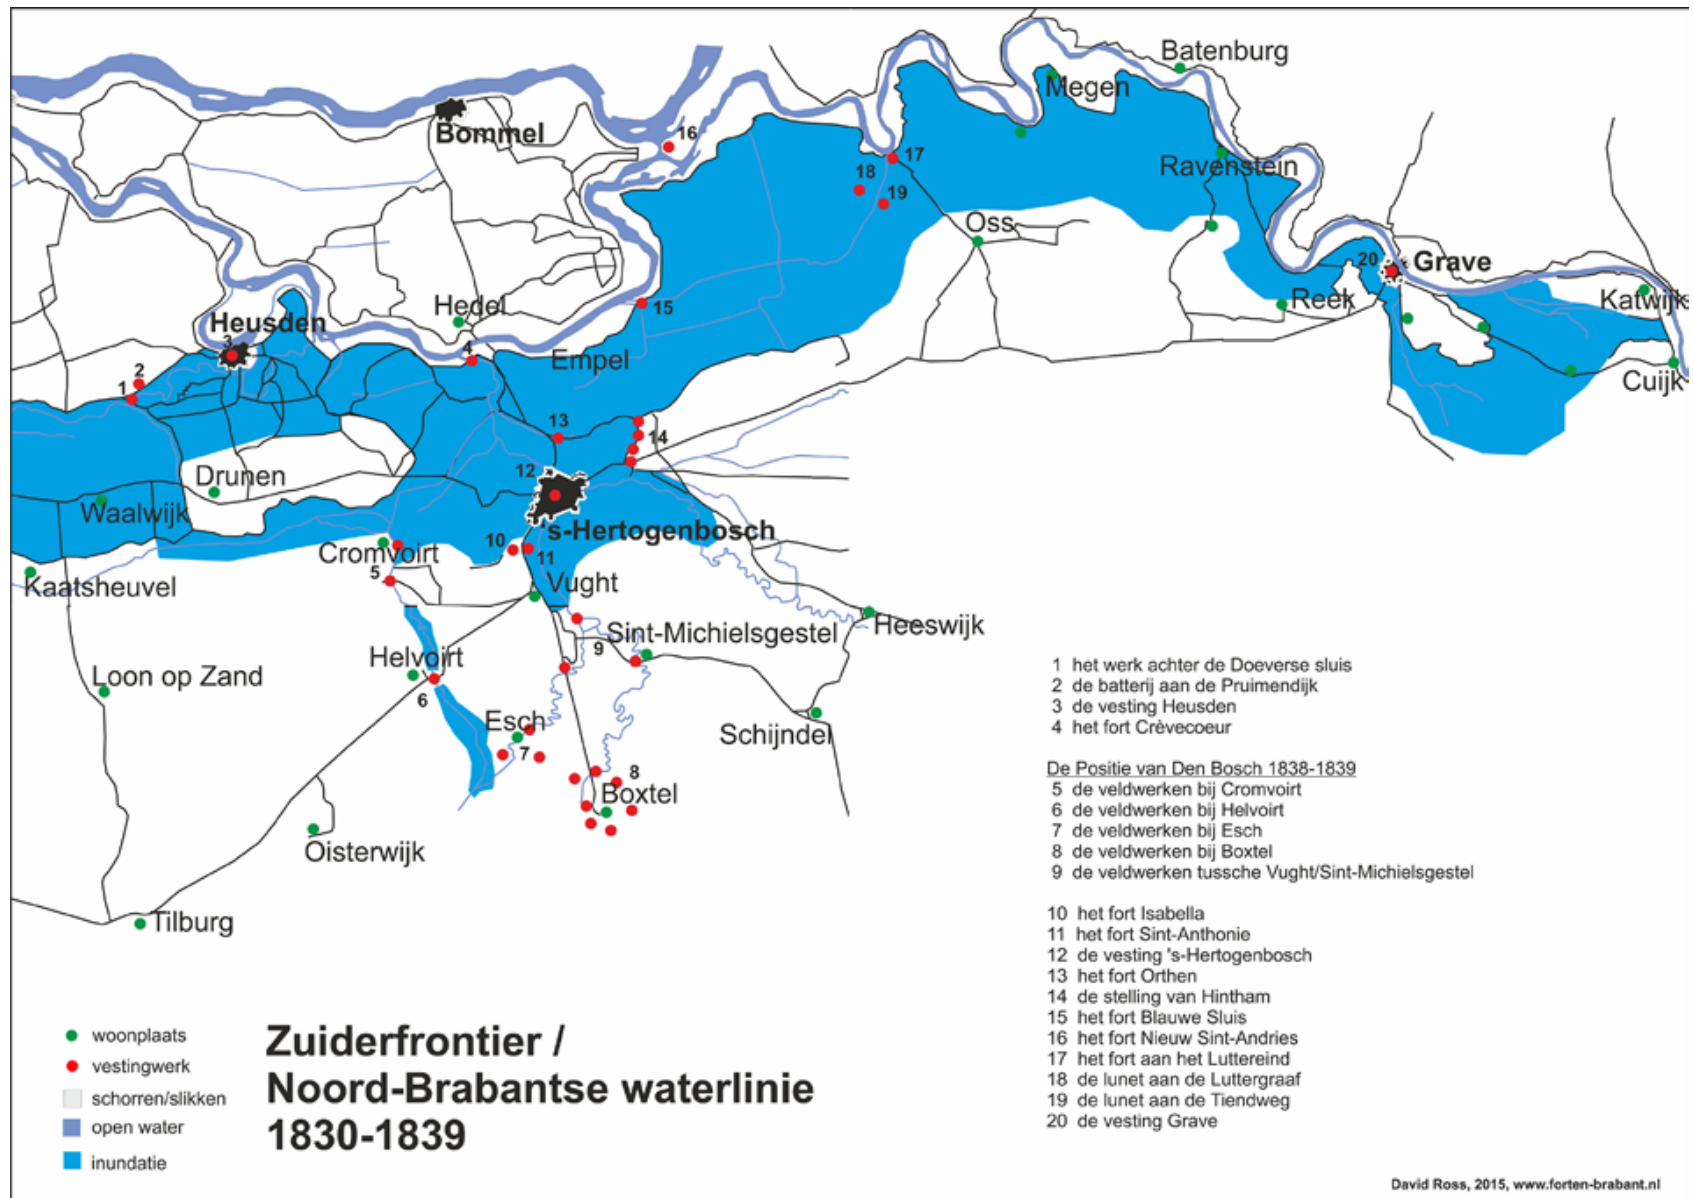 Batenburg
Megen
16
Bommel
17
Ravenstein
18
19
Oss
20
Grave
Hedel
15
Reek
Katwijk
Heusden
3
4
Empel
2
1
Cuijk
13
14
12
Drunen
Waalwijk
's-Hertogenbosch
10
11
Cromvoirt
5
Vught
Kaatsheuvel
Sint-Michielsgestel
Heeswijk
9
Helvoirt
Loon op Zand
6
Esch
7
Schijndel
8
Boxtel
Oisterwijk
Tilburg
1 het werk achter de Doeverse sluis
2 de batterij aan de Pruimendijk
3 de vesting Heusden
4 het fort Crèvecoeur
De Positie van Den Bosch 1838-1839
5 de veldwerken bij Cromvoirt
6 de veldwerken bij Helvoirt
7 de veldwerken bij Esch
8 de veldwerken bij Boxtel
9 de veldwerken tussche Vught/Sint-Michielsgestel
10 het fort Isabella
11 het fort Sint-Anthonie
12 de vesting 's-Hertogenbosch
13 het fort Orthen
14 de stelling van Hintham
15 het fort Blauwe Sluis
16 het fort Nieuw Sint-Andries
17 het fort aan het Luttereind
18 de lunet aan de Luttergraaf
19 de lunet aan de Tiendweg
20 de vesting Grave
woonplaats
vestingwerk
schorren/slikken
open water
inundatie
Zuiderfrontier /
Noord-Brabantse waterlinie
1830-1839
David Ross, 2015, www.forten-brabant.nl